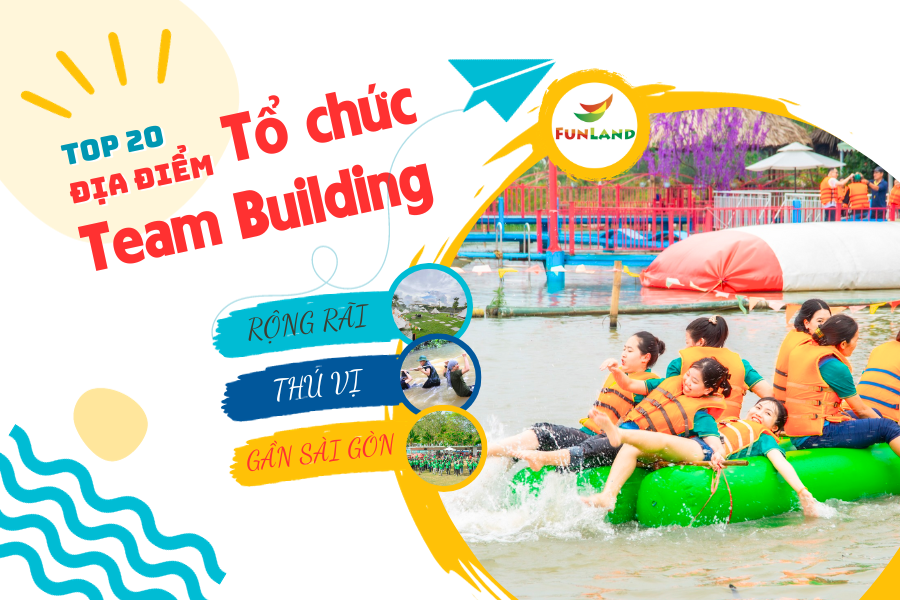 TOP 20
ĐỊA ĐIỂM
Tổ chức
Team Building
FUNLAND
RỘNG RÃI
THÚ VỊ
GẦN SÀI GÒN